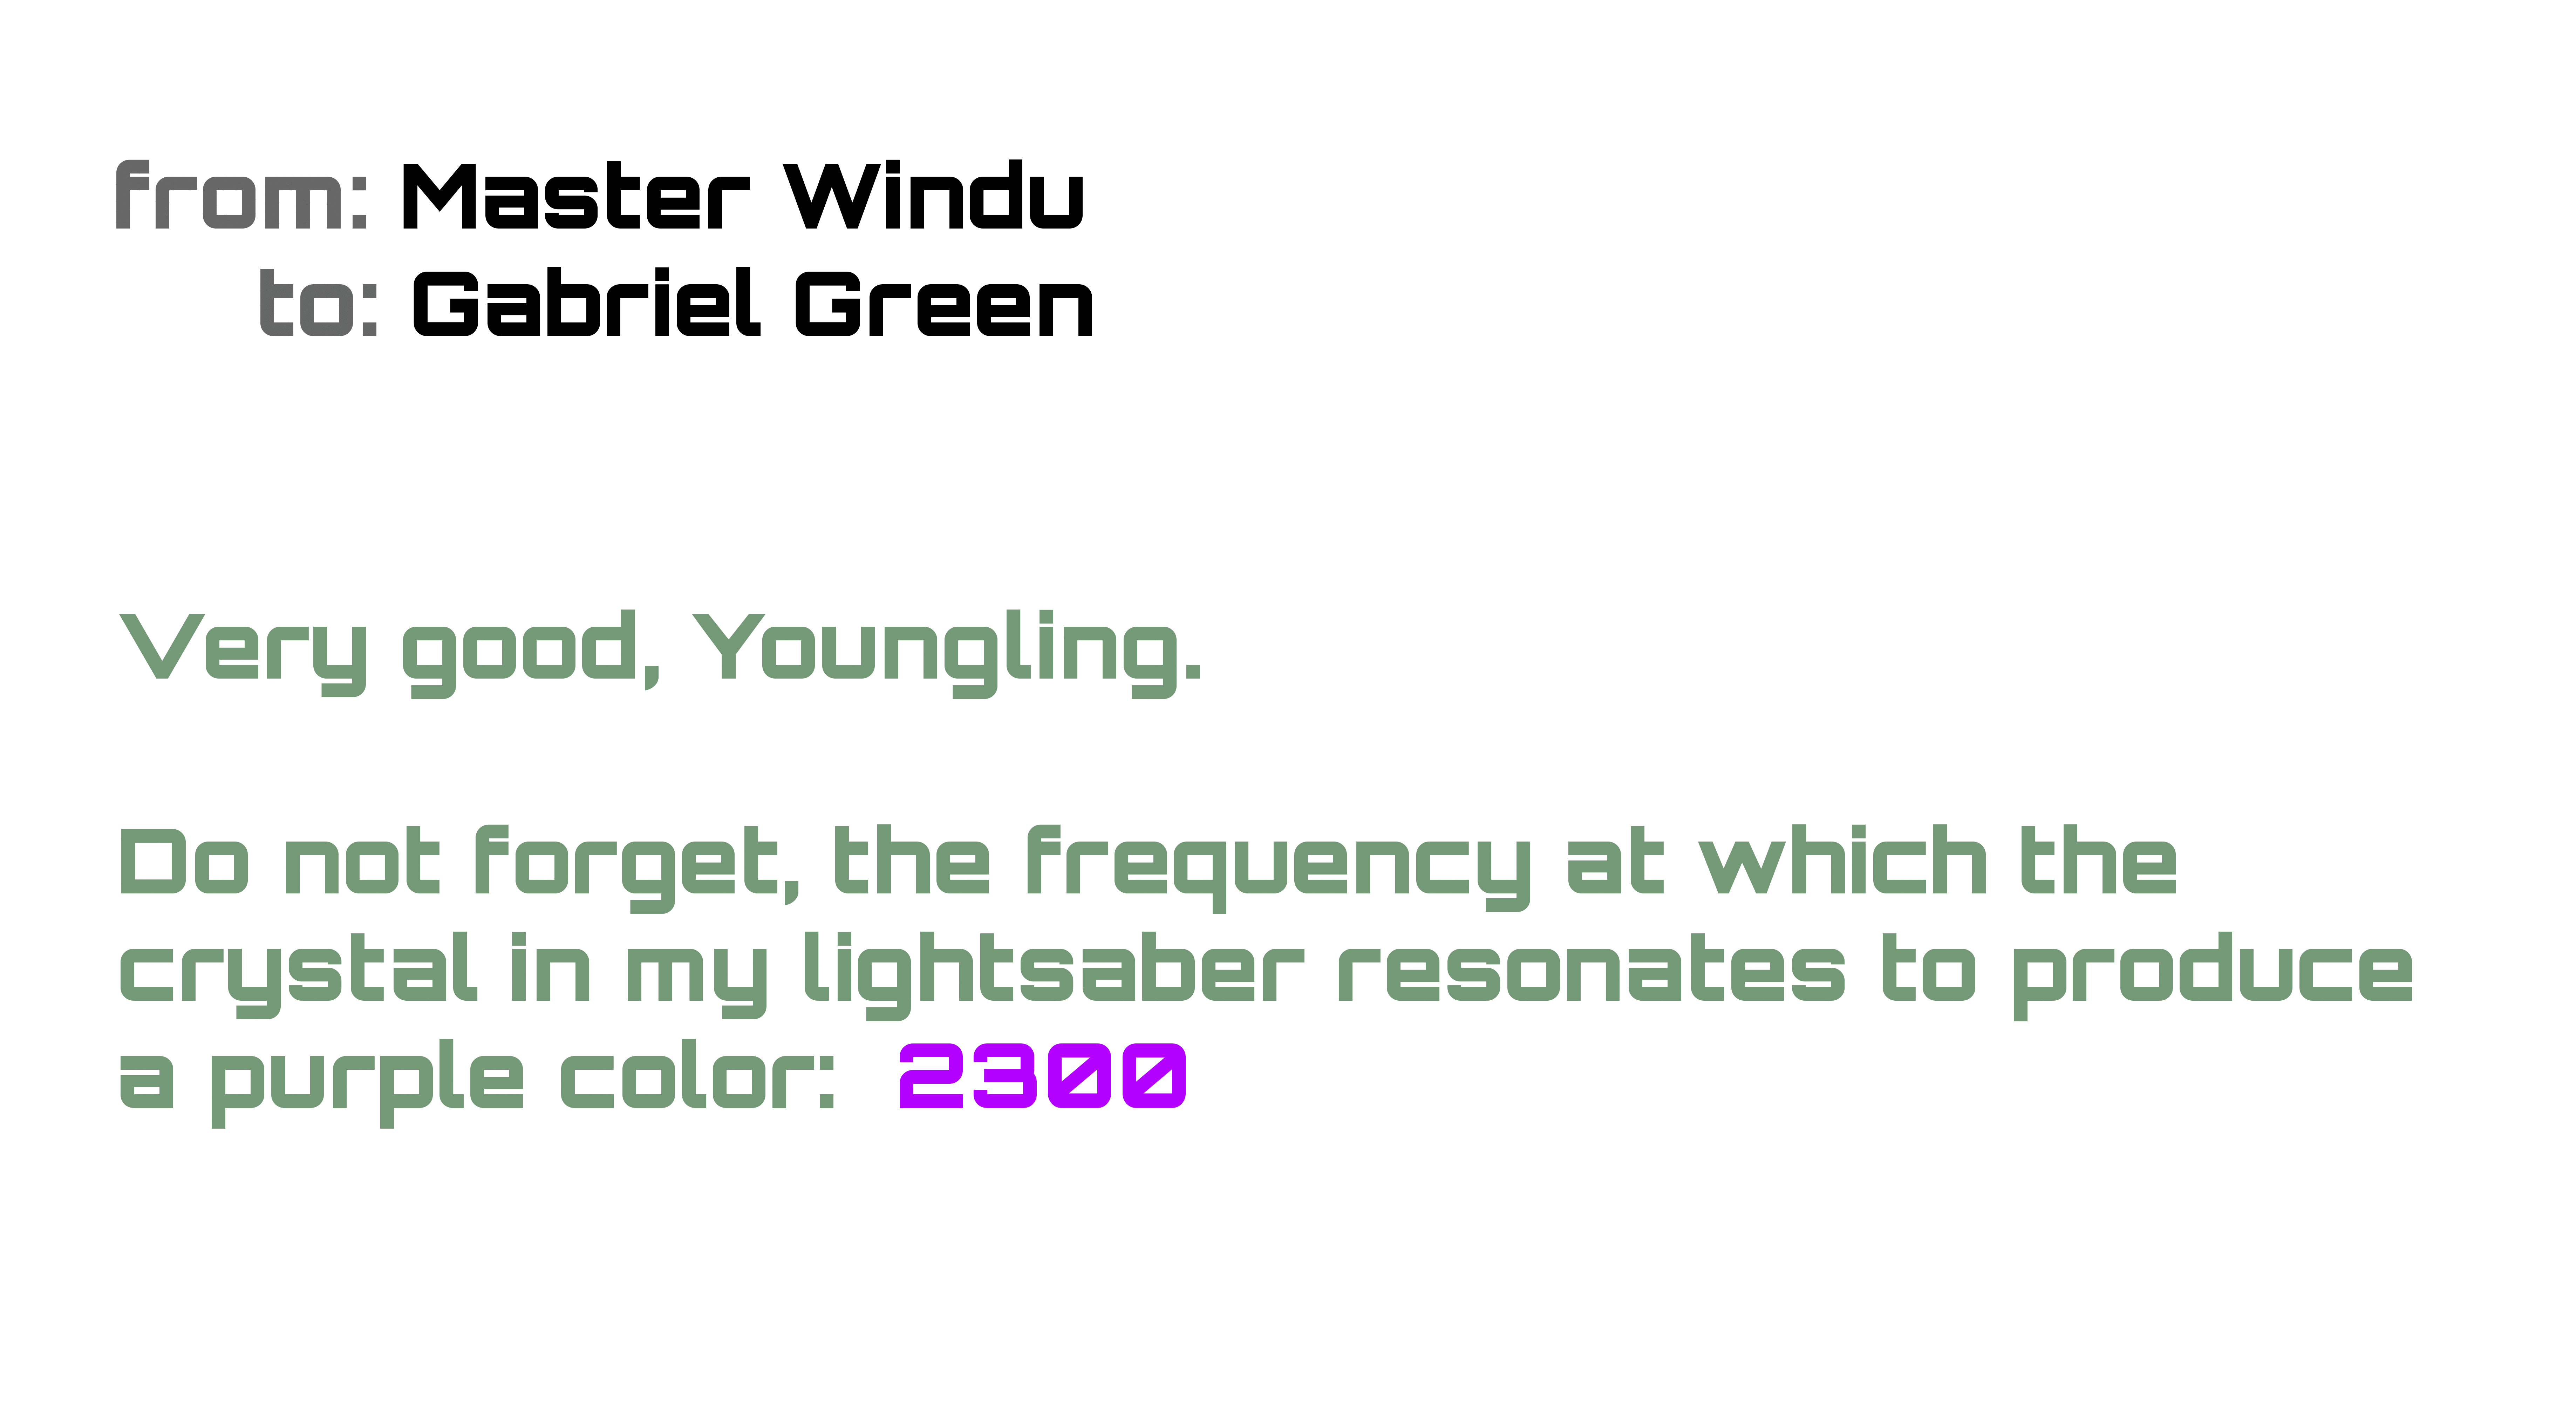 from: Master Windu
to: Gabriel Green
Very good, Youngling.
Do not forget, the frequency at which the
crystal in my lightsaber resonates to produce
a purple color: 2300